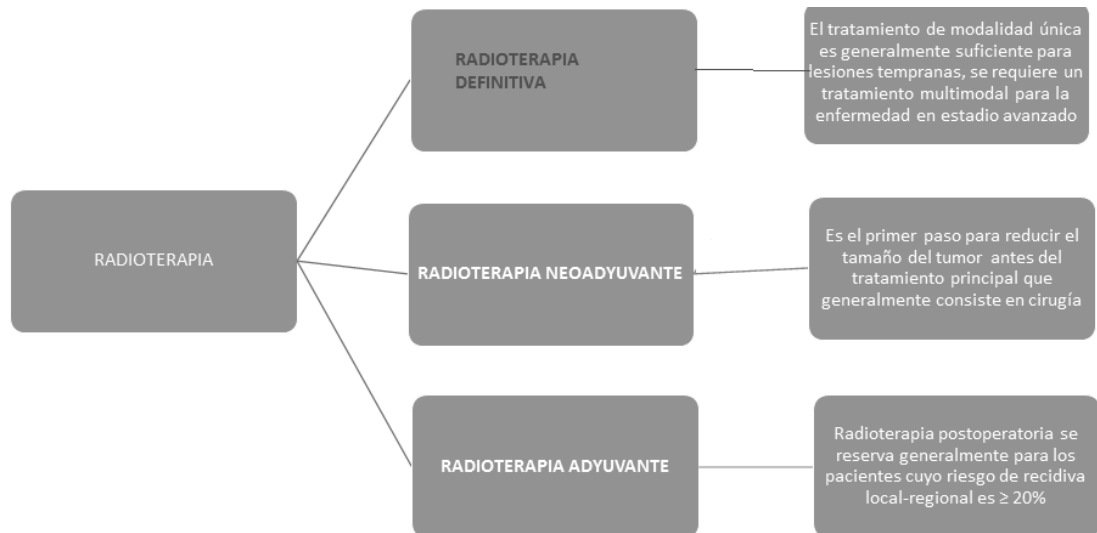 RADIOTERAPIA
RADIOTERAPIA
DEFINITIVA
El tratamiento de modalidad única
es generalmente suficiente para
lesiones tempranas, se requiere un
tratamiento multimodal para la
enfermedad en estadio avanzado
RADIOTERAPIA NEOADYUVANTE
Es el primer paso para reducir el
tamaño del tumor antes del
tratamiento principal que
generalmente consiste en cirugía
RADIOTERAPIA ADYUVANTE
Radioterapia postoperatoria se
reserva generalmente para los
pacientes cuyo riesgo de recidiva
local-regional es ≥ 20%